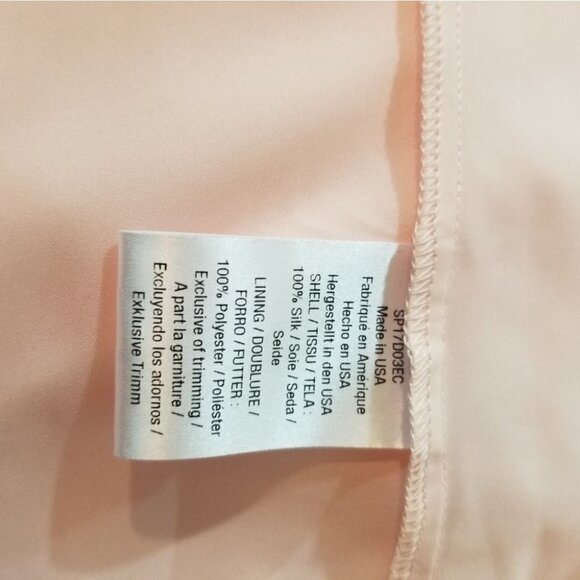 SP17D03EC
Made in USA
Fabriqué en Amérique
Hecho en USA
Hergestellt in den USA
SHELL / TISSU / TELA :
100% Silk / Soie / Seda /
Seide
LINING / DOUBLURE /
FORRO / FUTTER :
100% Polyester / Poliéster
Exclusive of trimming /
A part la garniture /
Excluyendo los adornos /
Exklusive Trimm